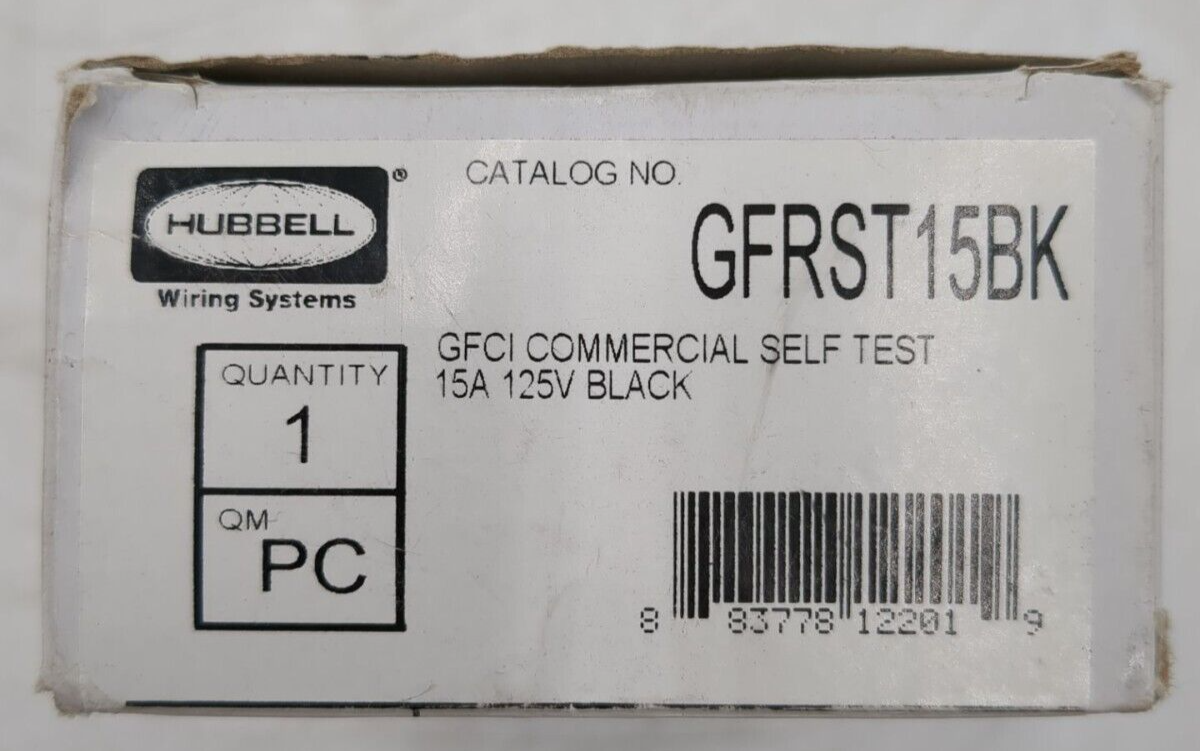 HUBBELL®
Wiring Systems
CATALOG NO.
GFRST15BK
GFCI COMMERCIAL SELF TEST
15A 125V BLACK
QUANTITY
1
QM
PC
8 83778 12201 9